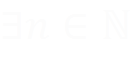 ∃n ∈ ℕ